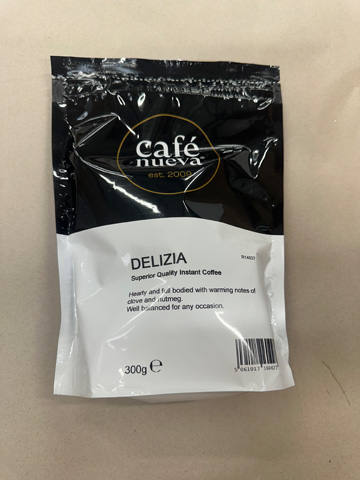 café
nueva
est. 2009
DELIZIA
Superior Quality Instant Coffee
Hearty and full bodied with warming notes of
clove and nutmeg.
Well balanced for any occasion.
300g ℮